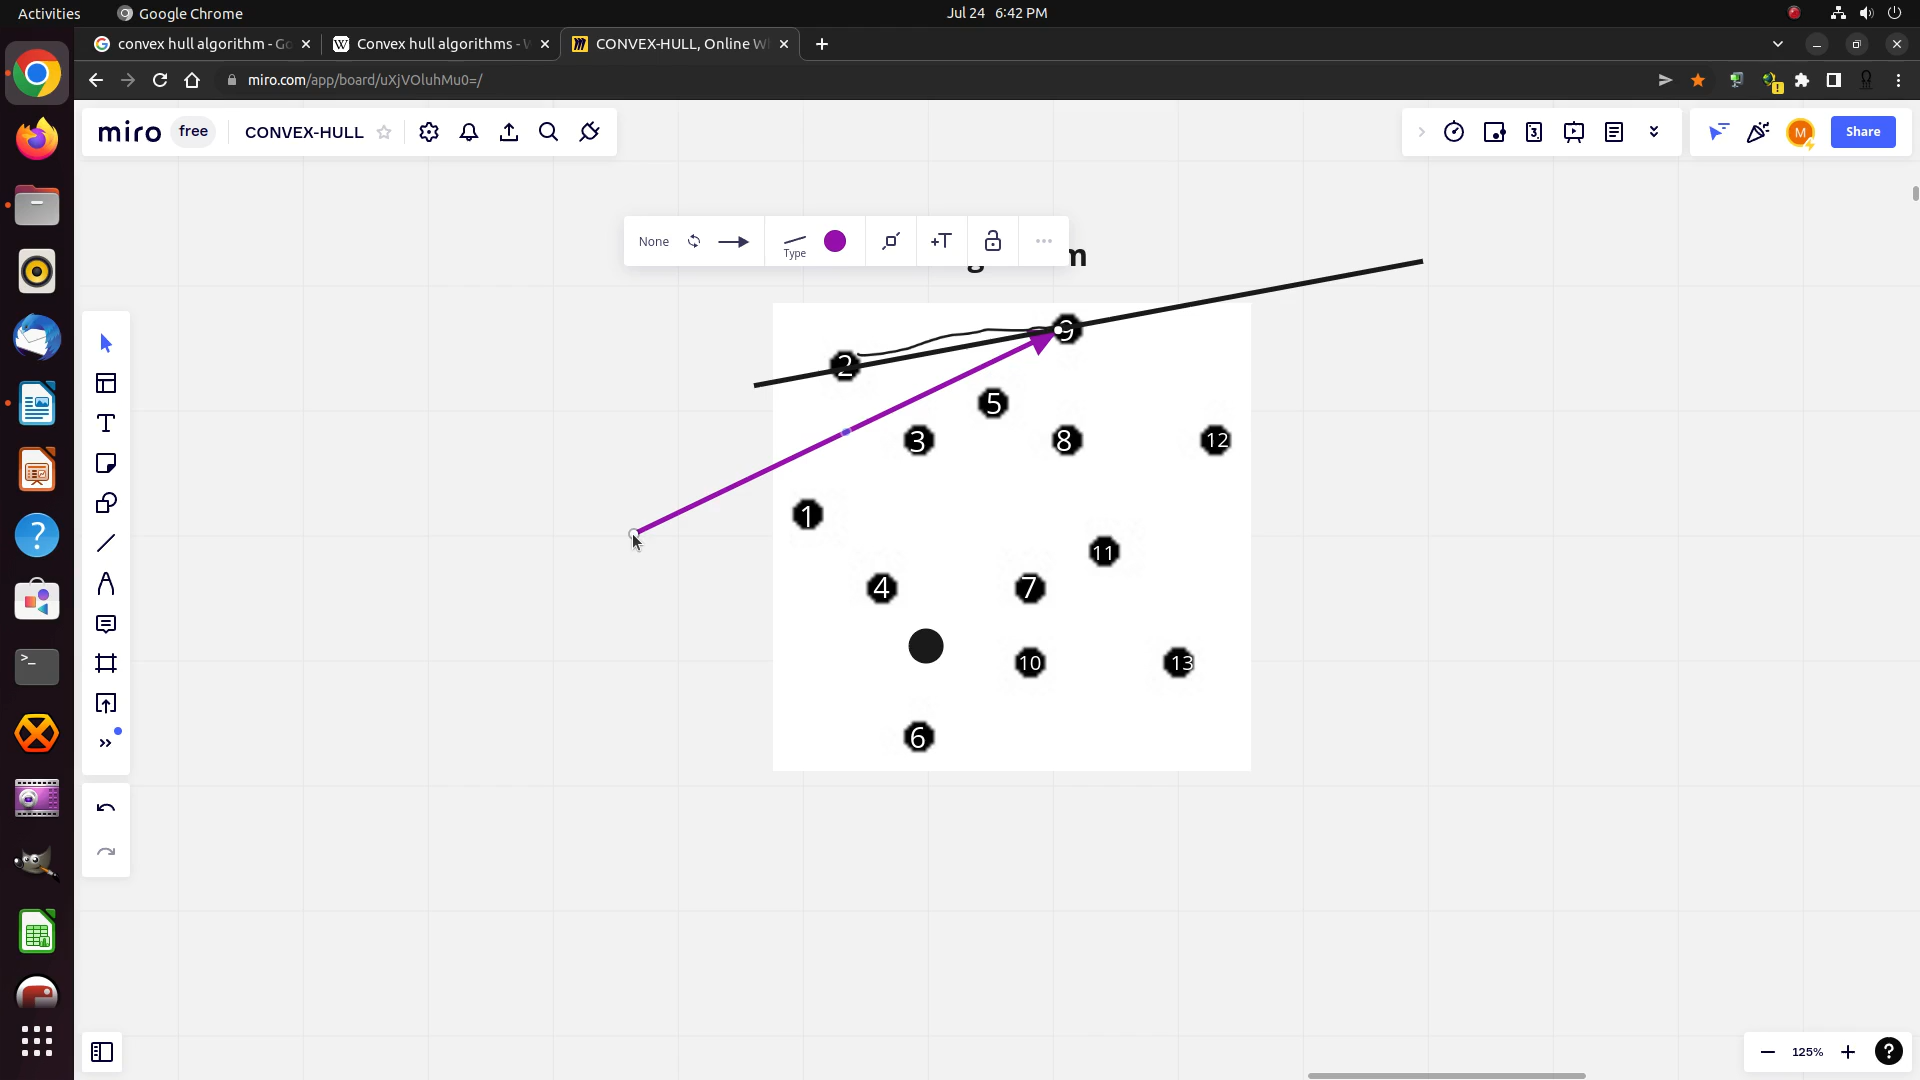 Activities
Google Chrome
Jul 24 6:42 PM
convex hull algorithm - Go
Convex hull algorithms - W
CONVEX-HULL, Online W
miro.com/app/board/uXjVOluhMu0=/
miro
free
CONVEX-HULL
Share
None
Type
+T
g
m
2
9
5
3
8
12
1
11
4
7
10
13
6
125%